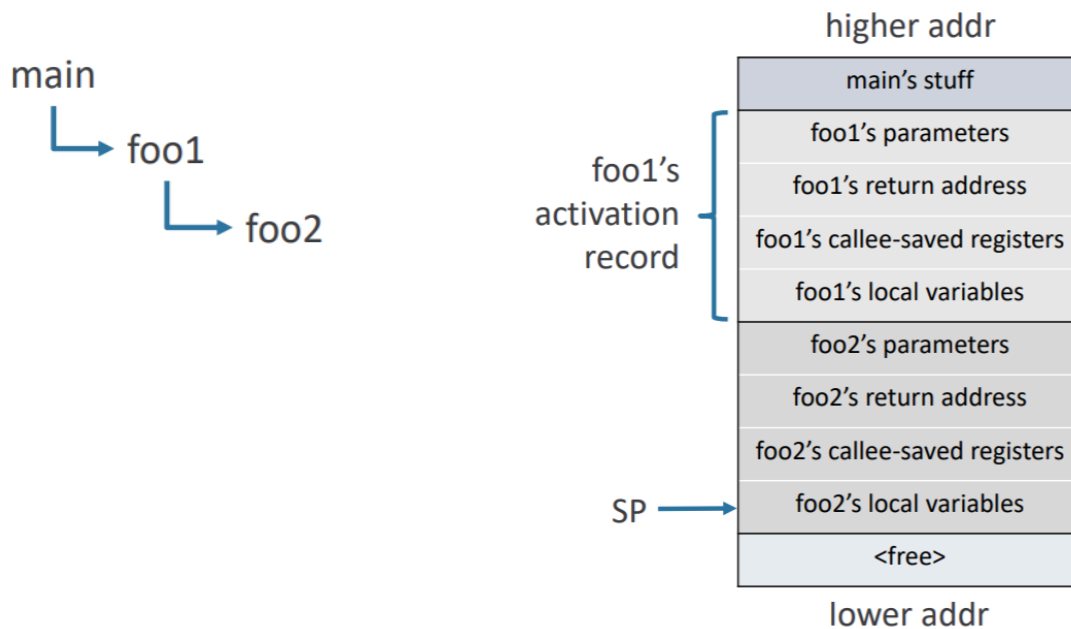 main
foo1
foo2
higher addr
main’s stuff
foo1’s parameters
foo1’s return address
foo1’s callee-saved registers
foo1’s local variables
foo1’s
activation
record
foo2’s parameters
foo2’s return address
foo2’s callee-saved registers
SP
foo2’s local variables
<free>
lower addr